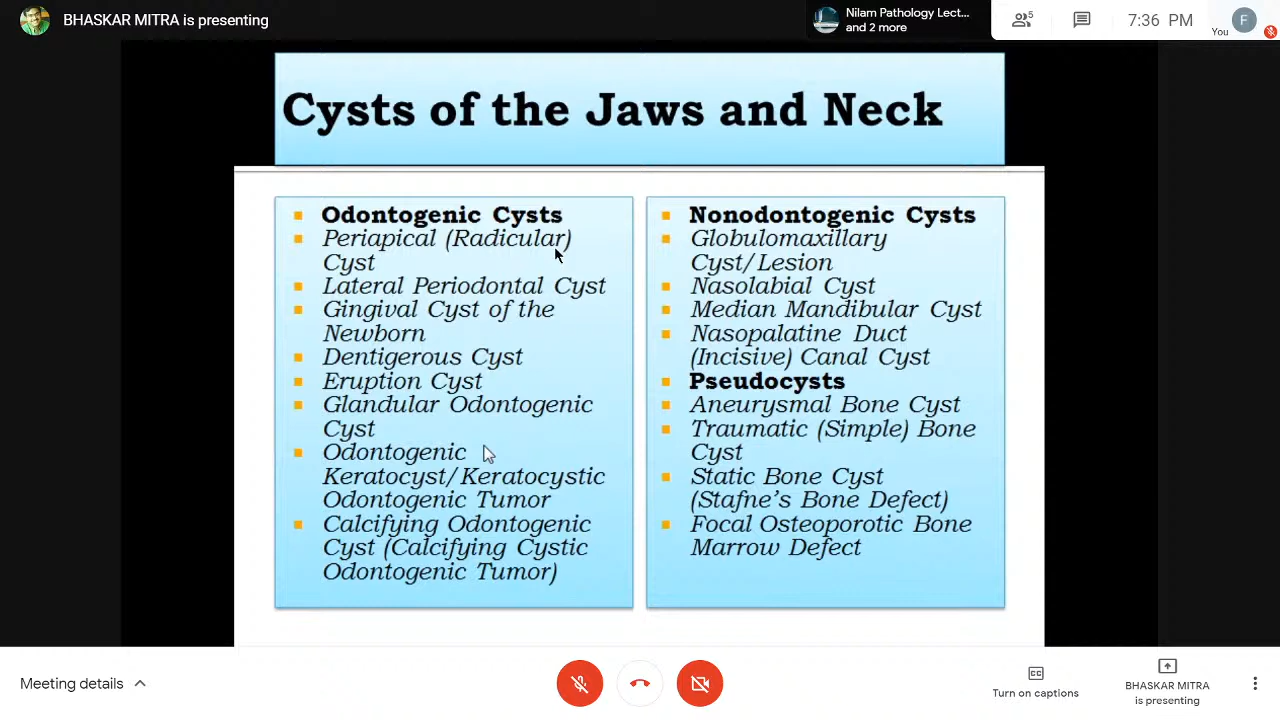 BHASKAR MITRA is presenting
Nilam Pathology Lect...
and 2 more
5
7:36 PM
You
F
Cysts of the Jaws and Neck
Odontogenic Cysts
Periapical (Radicular)
Cyst
Lateral Periodontal Cyst
Gingival Cyst of the
Newborn
Dentigerous Cyst
Eruption Cyst
Glandular Odontogenic
Cyst
Odontogenic
Keratocyst/Keratocystic
Odontogenic Tumor
Calcifying Odontogenic
Cyst (Calcifying Cystic
Odontogenic Tumor)
Nonodontogenic Cysts
Globulomaxillary
Cyst/Lesion
Nasolabial Cyst
Median Mandibular Cyst
Nasopalatine Duct
(Incisive) Canal Cyst
Pseudocysts
Aneurysmal Bone Cyst
Traumatic (Simple) Bone
Cyst
Static Bone Cyst
(Stafne's Bone Defect)
Focal Osteoporotic Bone
Marrow Defect
Meeting details
CC
Turn on captions
BHASKAR MITRA
is presenting